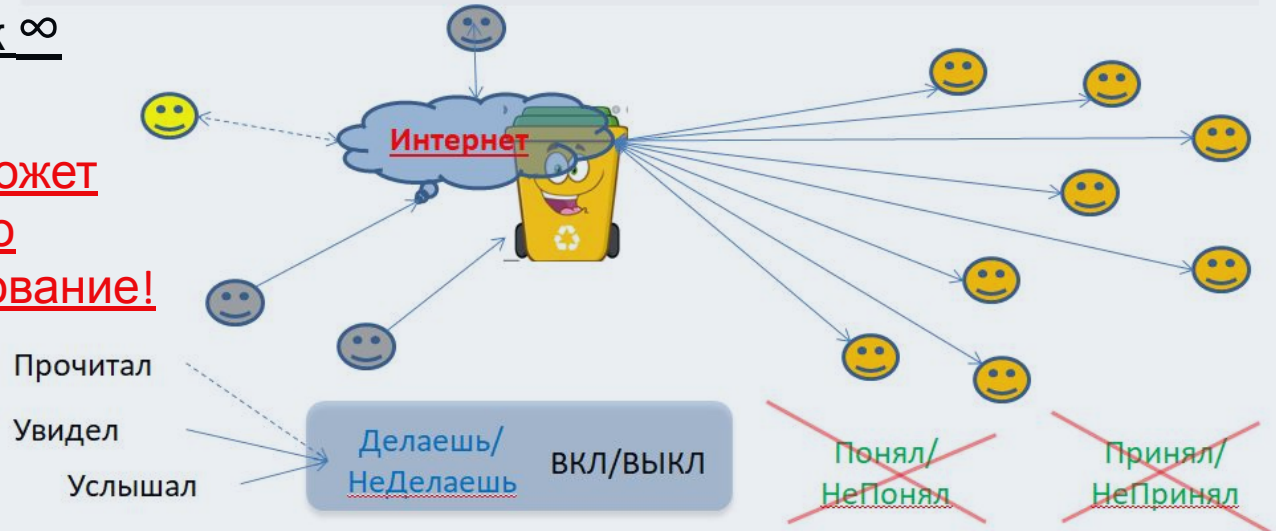 к ∞
Интернет
ожет
о
ование!
Прочитал
Увидел
Услышал
Делаешь/
НеДелаешь
ВКЛ/ВЫКЛ
Понял/
НеПонял
Принял/
НеПринял